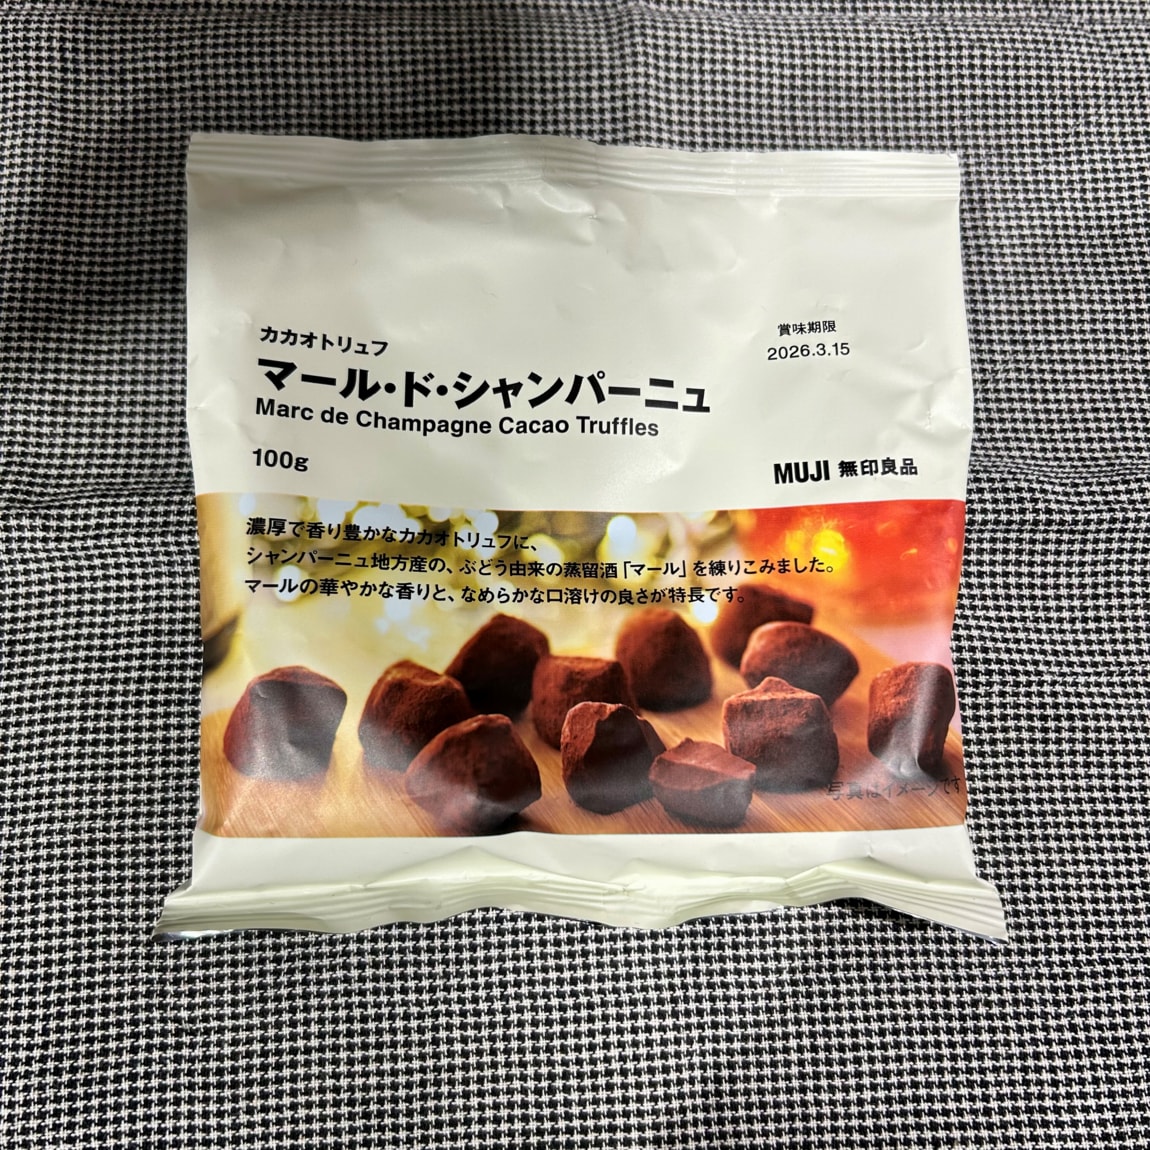 カカオトリュフ
マール・ド・シャンパーニュ
Marc de Champagne Cacao Truffles
100g
賞味期限
2026.3.15
MUJI 無印良品
濃厚で香り豊かなカカオトリュフに、
シャンパーニュ地方産の、ぶどう由来の蒸留酒「マール」を練りこみました。
マールの華やかな香りと、なめらかな口溶けの良さが特長です。
写真はイメージです